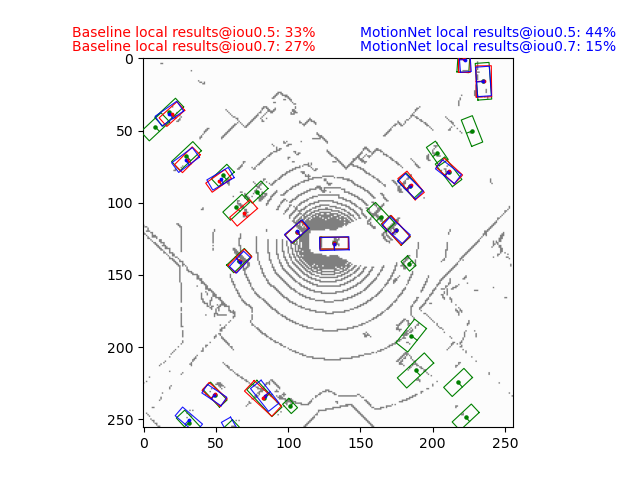 Baseline local results@iou0.5: 33% MotionNet local results@iou0.5: 44%
Baseline local results@iou0.7: 27% MotionNet local results@iou0.7: 15%
0
50
100
150
200
250
0 50 100 150 200 250